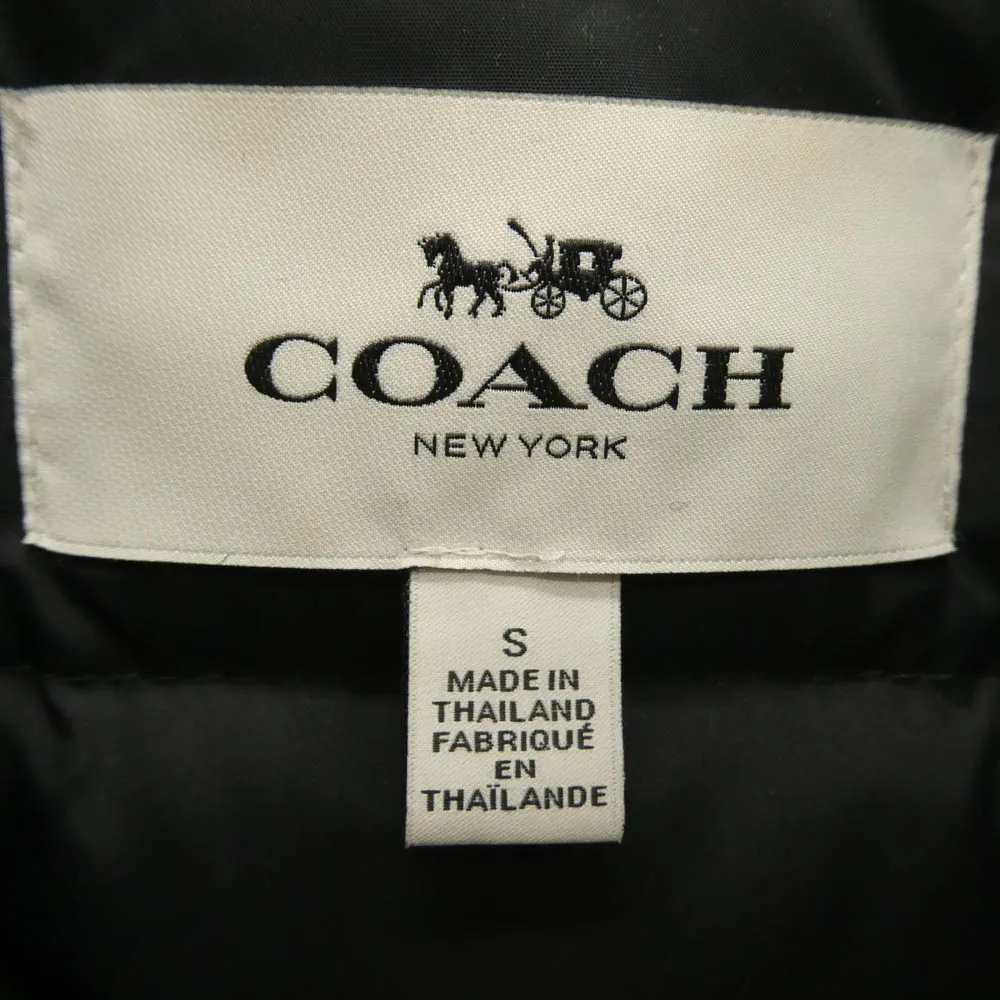 COACH
NEW YORK
S
MADE IN
THAILAND
FABRIQUÉ
EN
THAÏLANDE